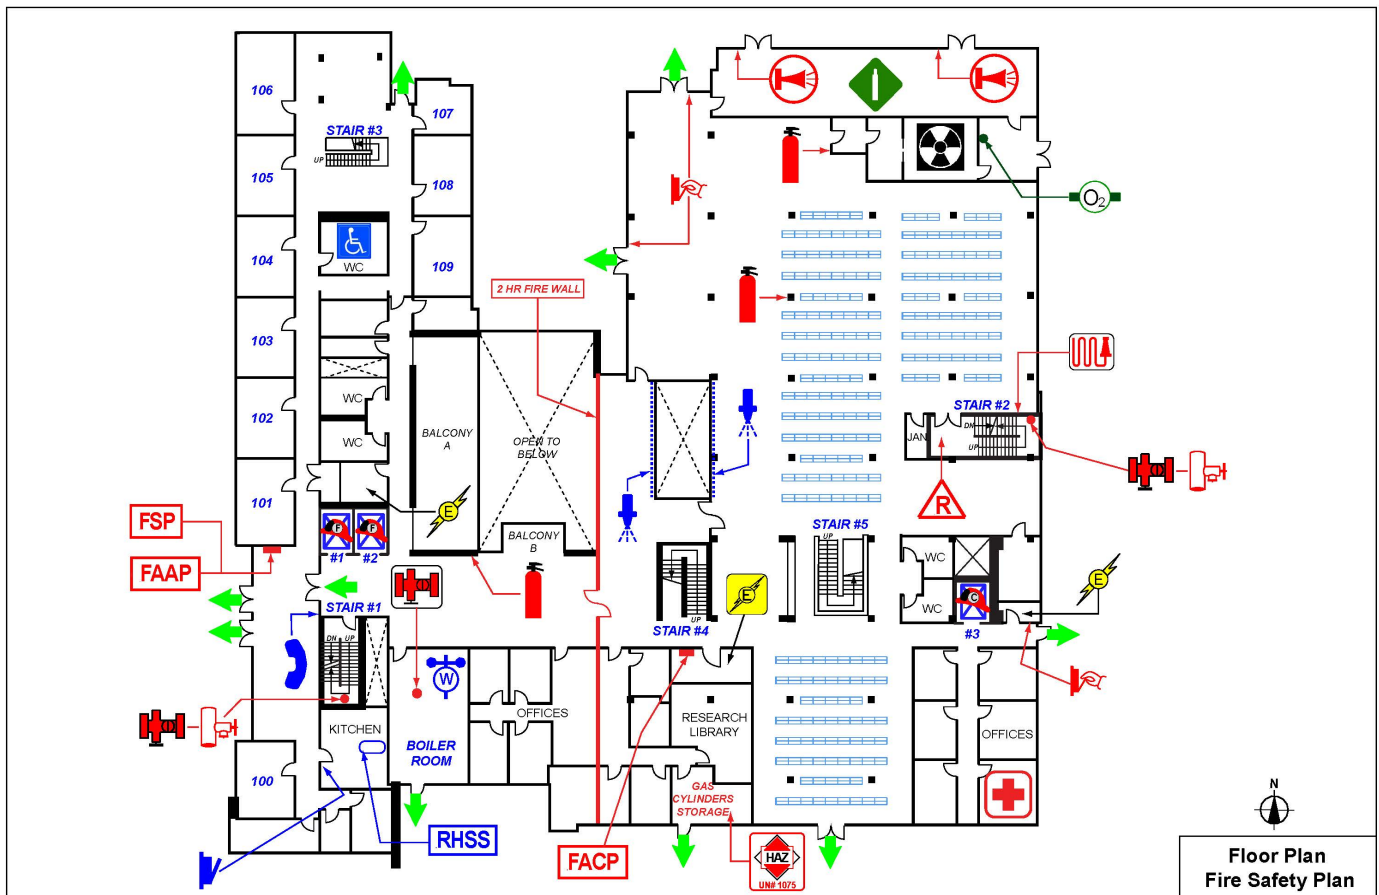 106
107
STAIR #3
UP
105
108
O2
104
WC
109
2 HR FIRE WALL
103
102
WC
STAIR #2
BALCONY
A
OPEN TO
BELOW
JAN
DN
UP
WC
101
E
R
FSP
F
F
#1
#2
BALCONY
B
STAIR #5
UP
FAAP
WC
E
E
STAIR #1
DN
UP
UP
STAIR #4
WC
C
#3
W
KITCHEN
OFFICES
RESEARCH
LIBRARY
OFFICES
BOILER
ROOM
100
GAS
CYLINDERS
STORAGE
N
RHSS
FACP
HAZ
UN# 1075
Floor Plan
Fire Safety Plan